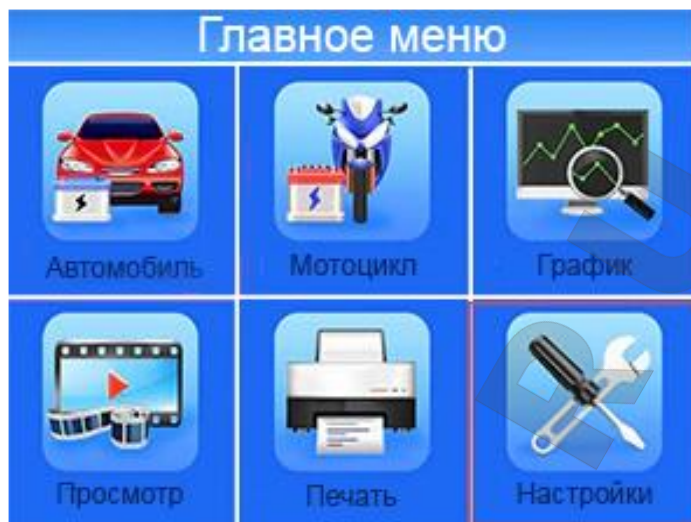 Главное меню
Автомобиль
Мотоцикл
График
Просмотр
Печать
Настройки